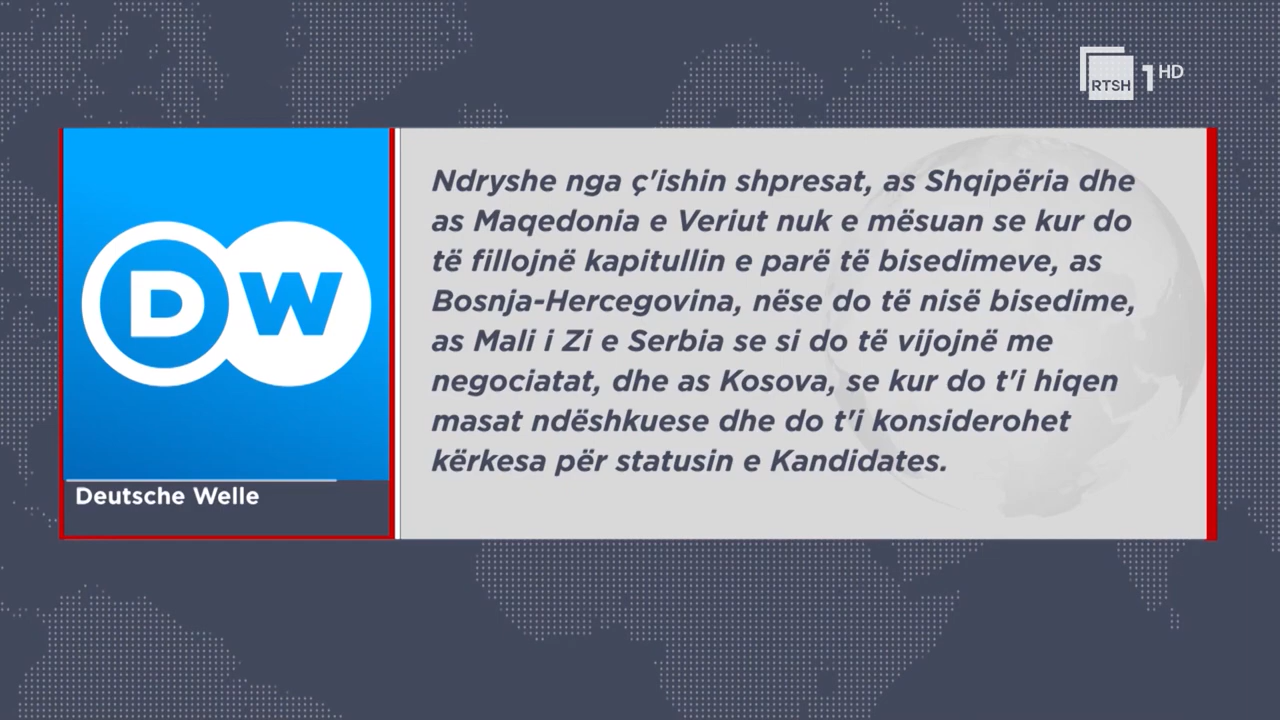 RTSH 1 HD
DW
Ndryshe nga ç'ishin shpresat, as Shqipëria dhe
as Maqedonia e Veriut nuk e mësuan se kur do
të fillojnë kapitullin e parë të bisedimeve, as
Bosnja-Hercegovina, nëse do të nisë bisedime,
as Mali i Zi e Serbia se si do të vijojnë me
negociatat, dhe as Kosova, se kur do t'i hiqen
masat ndëshkuese dhe do t'i konsiderohet
kërkesa për statusin e Kandidates.
Deutsche Welle